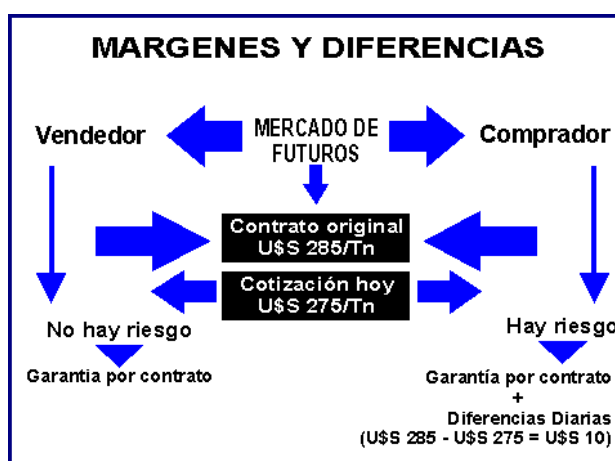 MARGENES Y DIFERENCIAS
Vendedor
MERCADO DE
FUTUROS
Comprador
Contrato original
U$S 285/Tn
Cotización hoy
U$S 275/Tn
No hay riesgo
Garantia por contrato
Hay riesgo
Garantía por contrato
+
Diferencias Diarias
(U$S 285 - U$S 275 = U$S 10)